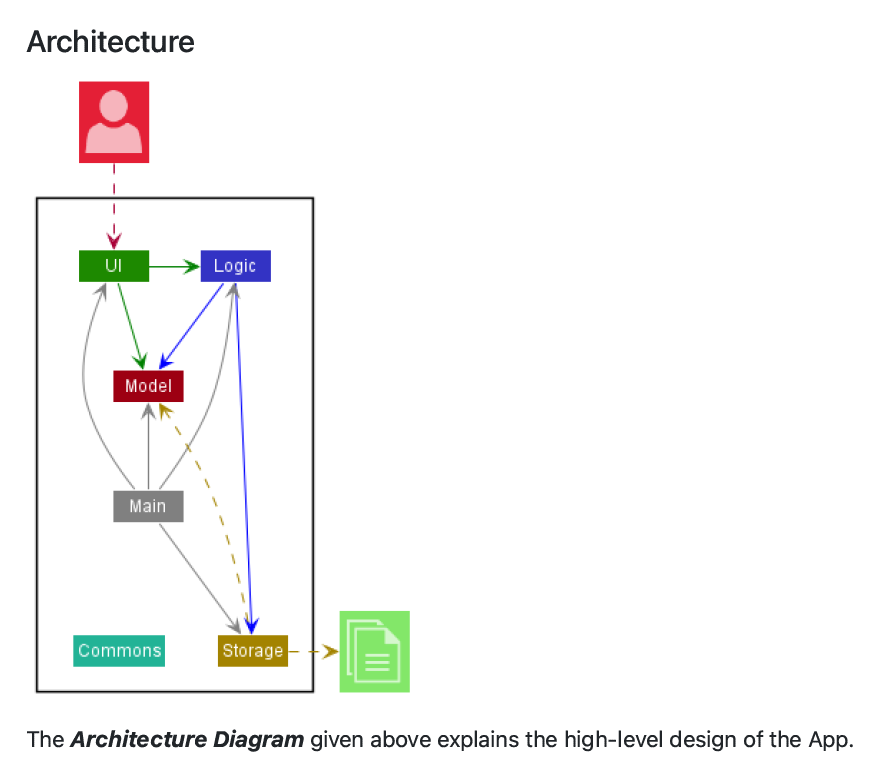 Architecture
UI
Logic
Model
Main
Commons
Storage
The Architecture Diagram given above explains the high-level design of the App.